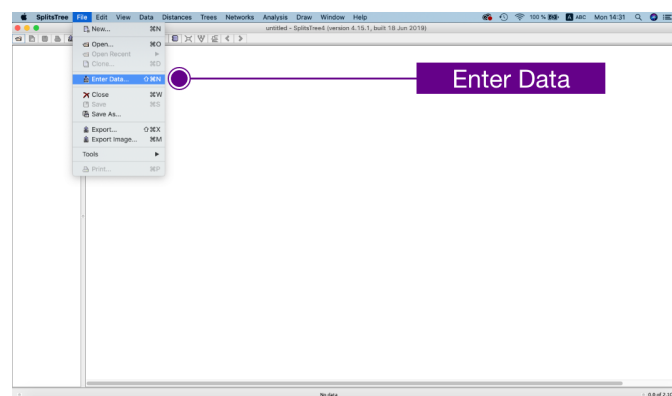 SplitsTree File Edit View Data Distances Trees Networks Analysis Draw Window Help 100 % ABC Mon 14:31
untitled - SplitsTree4 (version 4.15.1, built 18 Jun 2019)
New... ⌘N
Open... ⌘O
Open Recent ▶
Clone... ⌘D
Enter Data... ⇧⌘N
Enter Data
Close ⌘W
Save ⌘S
Save As...
Export... ⇧⌘X
Export Image... ⌘M
Tools ▶
Print... ⌘P
No data